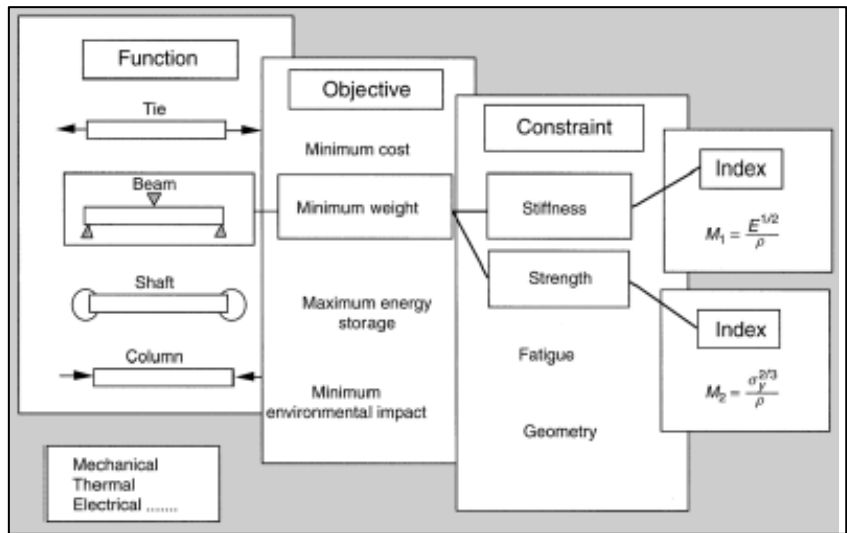 Function
Tie
Beam
Shaft
Column
Mechanical
Thermal
Electrical .......
Objective
Minimum cost
Minimum weight
Maximum energy
storage
Minimum
environmental impact
Constraint
Stiffness
Strength
Fatigue
Geometry
Index
M₁ = E^{1/2}/ρ
Index
M₂ = σ_y^{2/3}/ρ